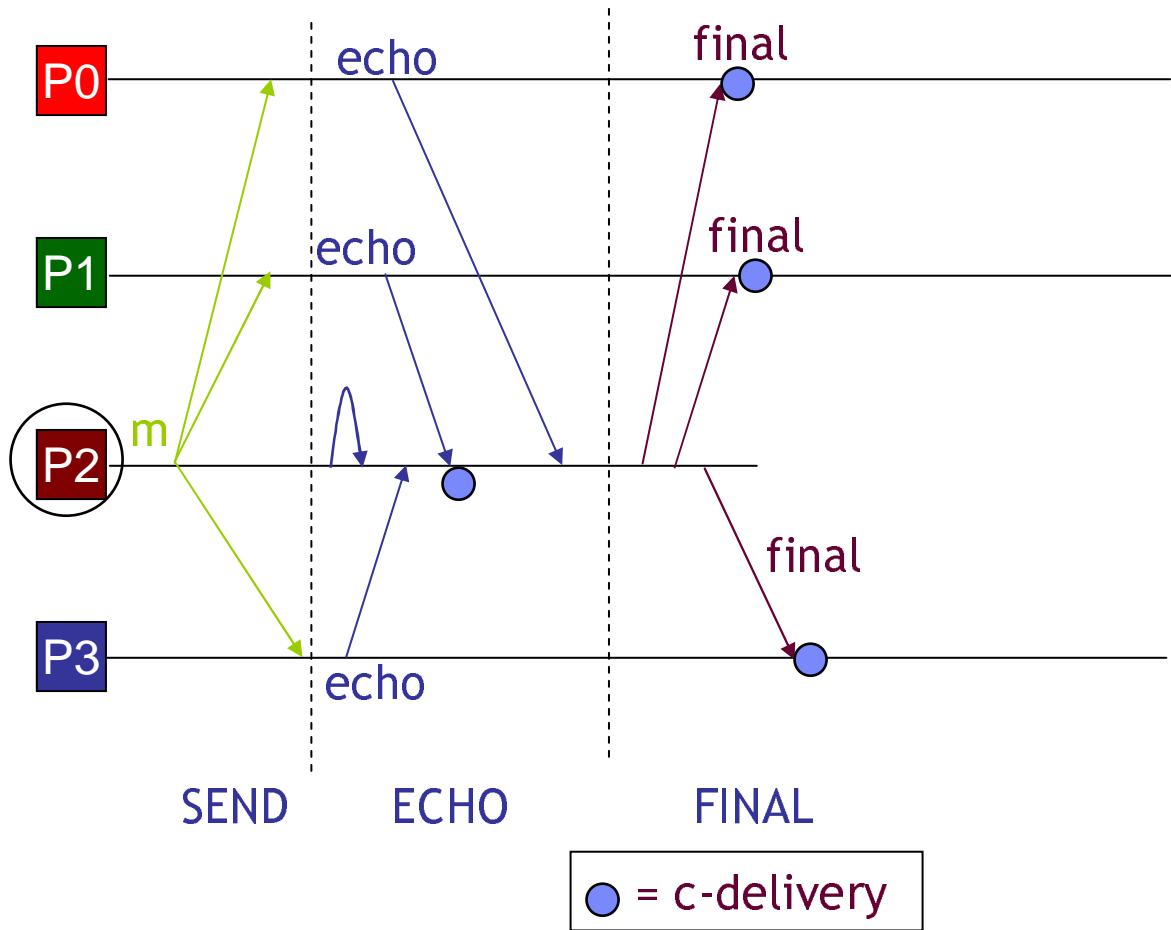 final
echo
P0
echo
final
P1
m
P2
final
P3
echo
SEND ECHO FINAL
= c-delivery